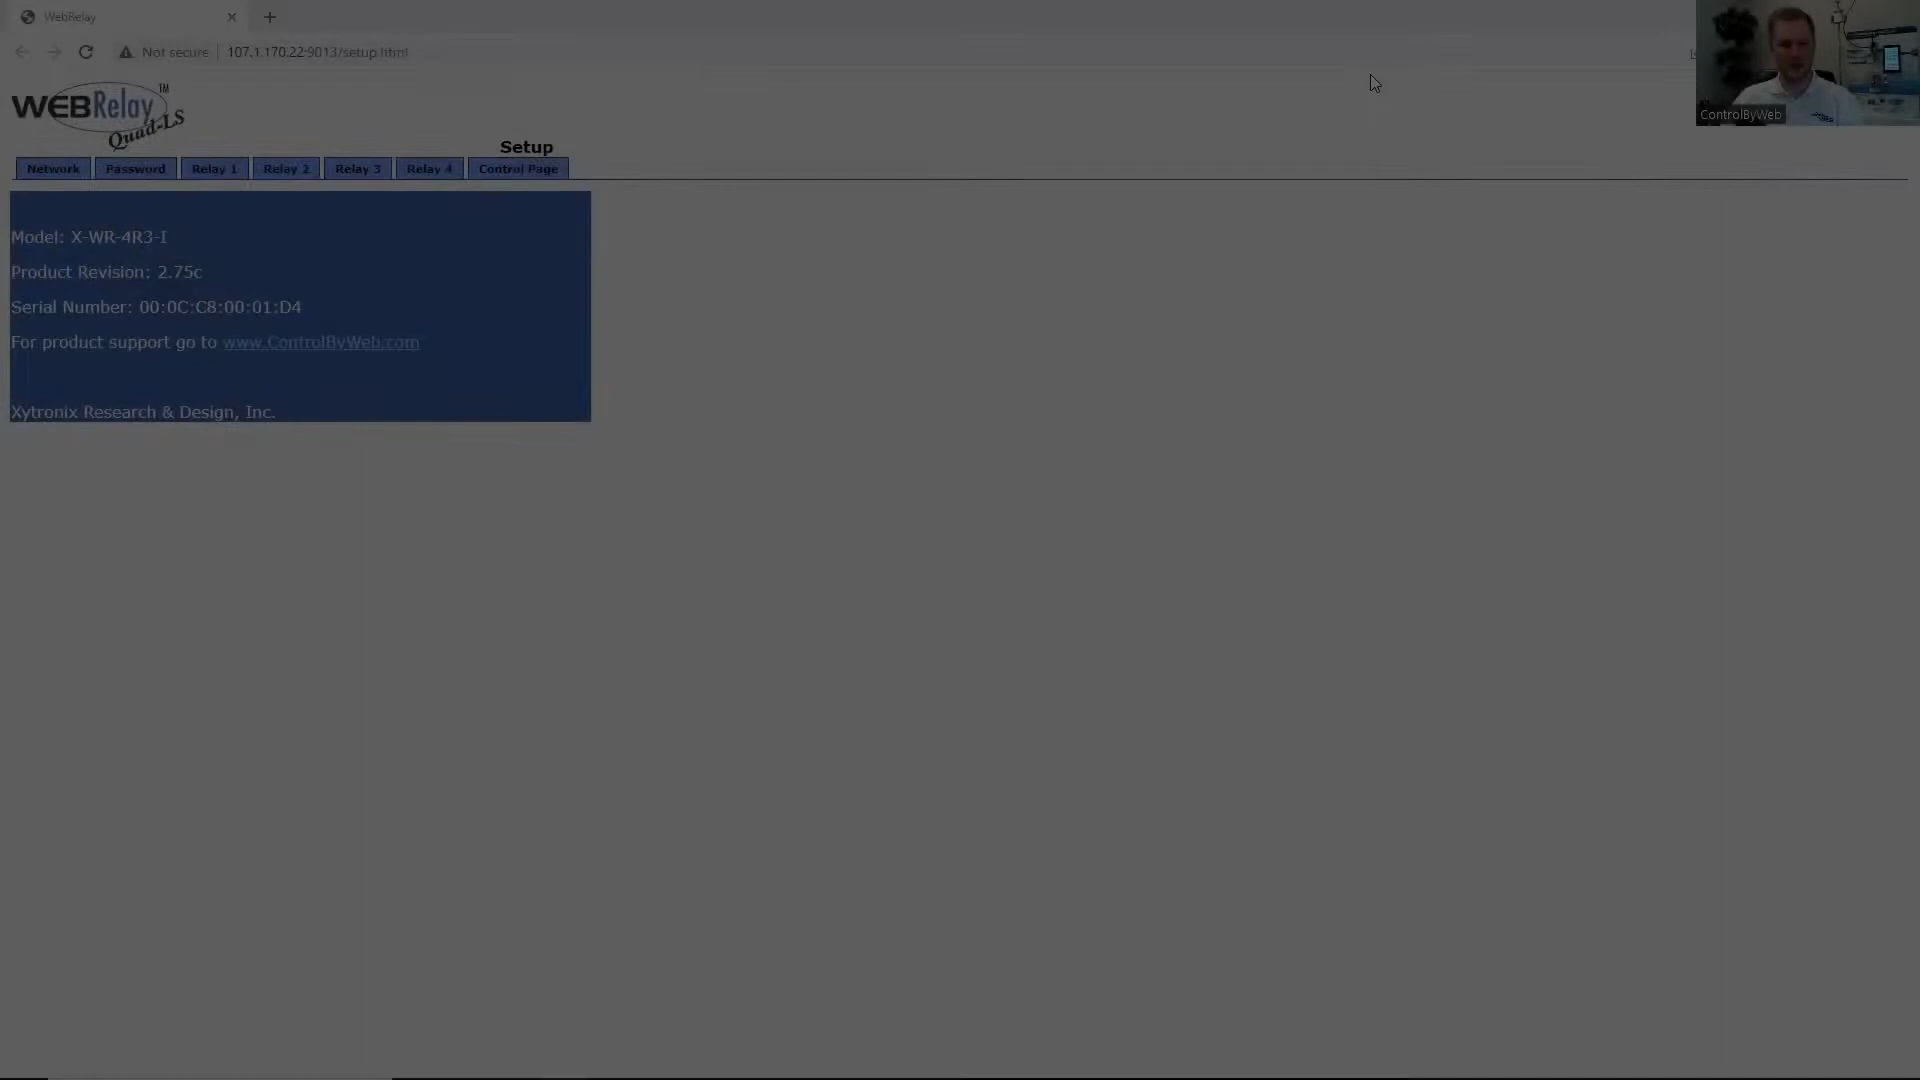 WebRelay
Not secure
107.1.170.22:9013/setup.html
ControlByWeb
WEBRelay™
Quad-LS
Setup
Network
Password
Relay 1
Relay 2
Relay 3
Relay 4
Control Page
Model: X-WR-4R3-I
Product Revision: 2.75c
Serial Number: 00:0C:C8:00:01:D4
For product support go to www.ControlByWeb.com
Xytronix Research & Design, Inc.